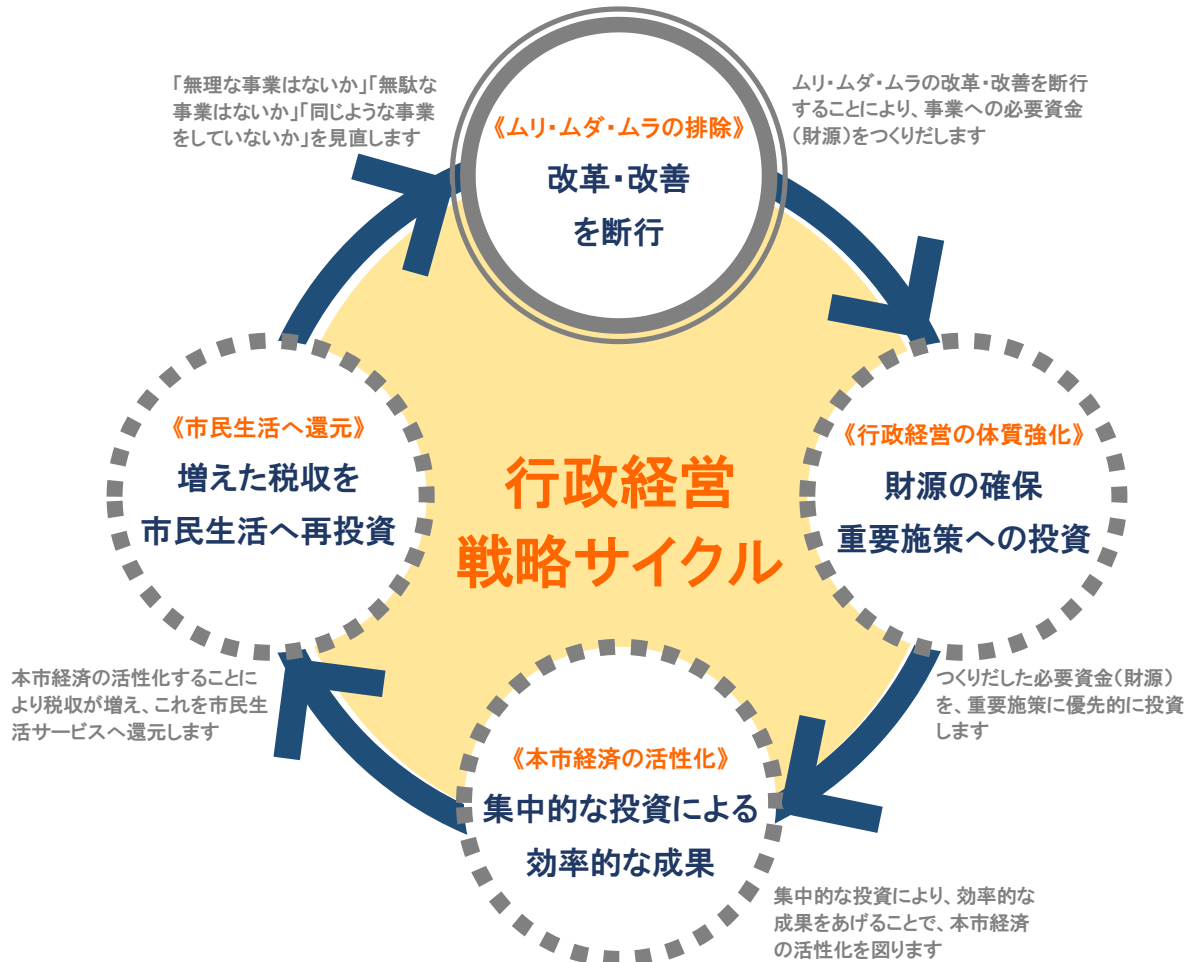 「無理な事業はないか」「無駄な
事業はないか」「同じような事業
をしていないか」を見直します
《ムリ・ムダ・ムラの排除》
改革・改善
を断行
ムリ・ムダ・ムラの改革・改善を断行
することにより、事業への必要資金
(財源)をつくりだします
《市民生活へ還元》
増えた税収を
市民生活へ再投資
行政経営
戦略サイクル
《行政経営の体質強化》
財源の確保
重要施策への投資
本市経済の活性化することに
より税収が増え、これを市民生
活サービスへ還元します
《本市経済の活性化》
集中的な投資による
効率的な成果
つくりだした必要資金(財源)
を、重要施策に優先的に投資
します
集中的な投資により、効率的な
成果をあげることで、本市経済
の活性化を図ります